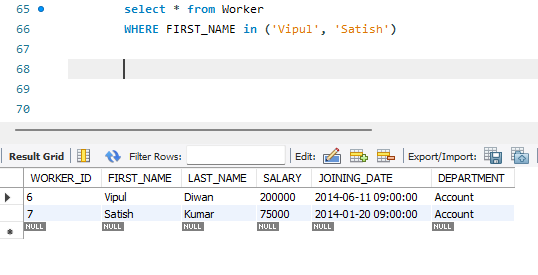 65 select * from Worker
66 WHERE FIRST_NAME in ('Vipul', 'Satish')
67
68
69
70
Result Grid Filter Rows: Edit: Export/Import:
WORKER_ID FIRST_NAME LAST_NAME SALARY JOINING_DATE DEPARTMENT
6 Vipul Diwan 200000 2014-06-11 09:00:00 Account
7 Satish Kumar 75000 2014-01-20 09:00:00 Account
NULL NULL NULL NULL NULL NULL